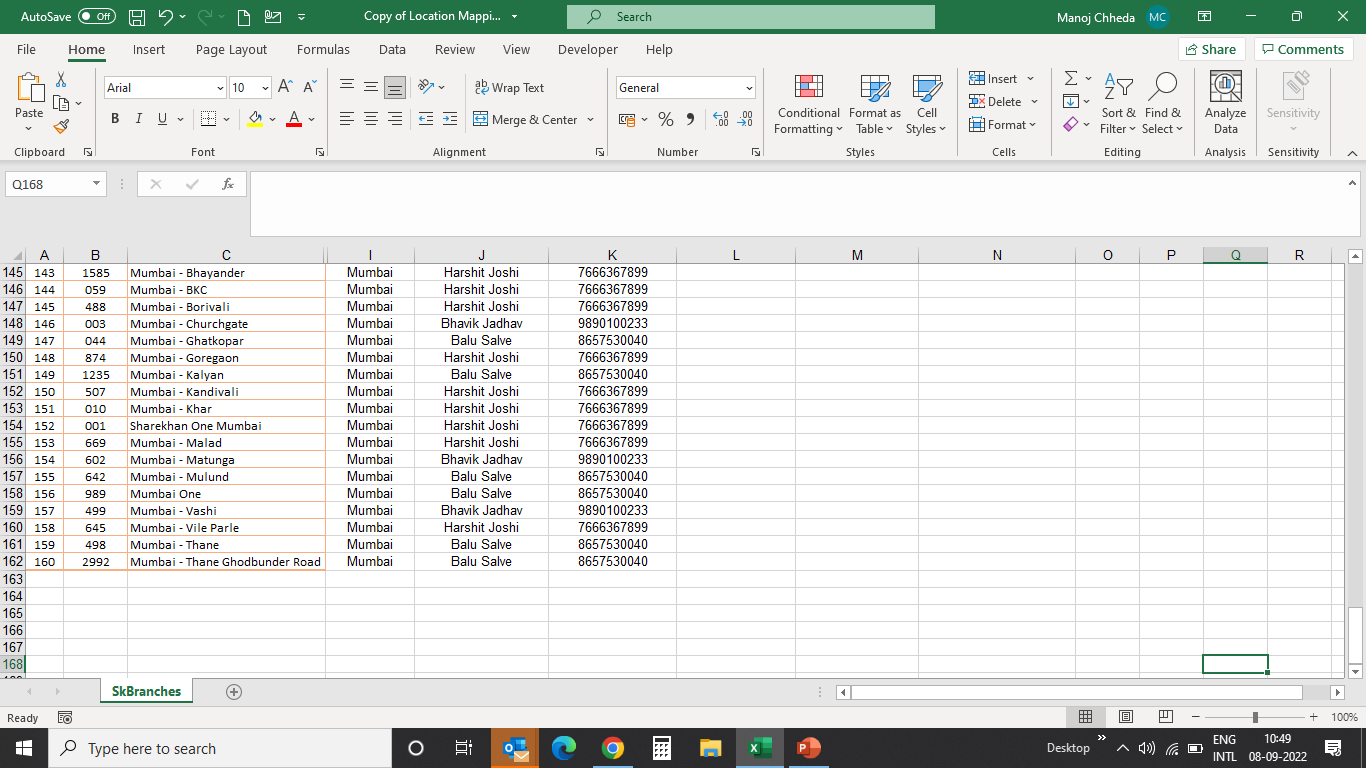 AutoSave Off Copy of Location Mappi... Search Manoj Chheda MC
File Home Insert Page Layout Formulas Data Review View Developer Help Share Comments
Paste Arial 10 Wrap Text General Conditional Formatting Format as Table Cell Styles Insert Sort & Filter Find & Select Analyze Data Sensitivity
B I U Merge & Center % Delete
Format
Clipboard Font Alignment Number Styles Cells Editing Analysis Sensitivity
Q168 fx
A B C I J K L M N O P Q R
145 143 1585 Mumbai - Bhayander Mumbai Harshit Joshi 7666367899
146 144 059 Mumbai - BKC Mumbai Harshit Joshi 7666367899
147 145 488 Mumbai - Borivali Mumbai Harshit Joshi 7666367899
148 146 003 Mumbai - Churchgate Mumbai Bhavik Jadhav 9890100233
149 147 044 Mumbai - Ghatkopar Mumbai Balu Salve 8657530040
150 148 874 Mumbai - Goregaon Mumbai Harshit Joshi 7666367899
151 149 1235 Mumbai - Kalyan Mumbai Balu Salve 8657530040
152 150 507 Mumbai - Kandivali Mumbai Harshit Joshi 7666367899
153 151 010 Mumbai - Khar Mumbai Harshit Joshi 7666367899
154 152 001 Sharekhan One Mumbai Mumbai Harshit Joshi 7666367899
155 153 669 Mumbai - Malad Mumbai Harshit Joshi 7666367899
156 154 602 Mumbai - Matunga Mumbai Bhavik Jadhav 9890100233
157 155 642 Mumbai - Mulund Mumbai Balu Salve 8657530040
158 156 989 Mumbai One Mumbai Balu Salve 8657530040
159 157 499 Mumbai - Vashi Mumbai Bhavik Jadhav 9890100233
160 158 645 Mumbai - Vile Parle Mumbai Harshit Joshi 7666367899
161 159 498 Mumbai - Thane Mumbai Balu Salve 8657530040
162 160 2992 Mumbai - Thane Ghodbunder Road Mumbai Balu Salve 8657530040
163
164
165
166
167
168
SkBranches
Ready 100%
Type here to search Desktop ENG 10:49
INTL 08-09-2022